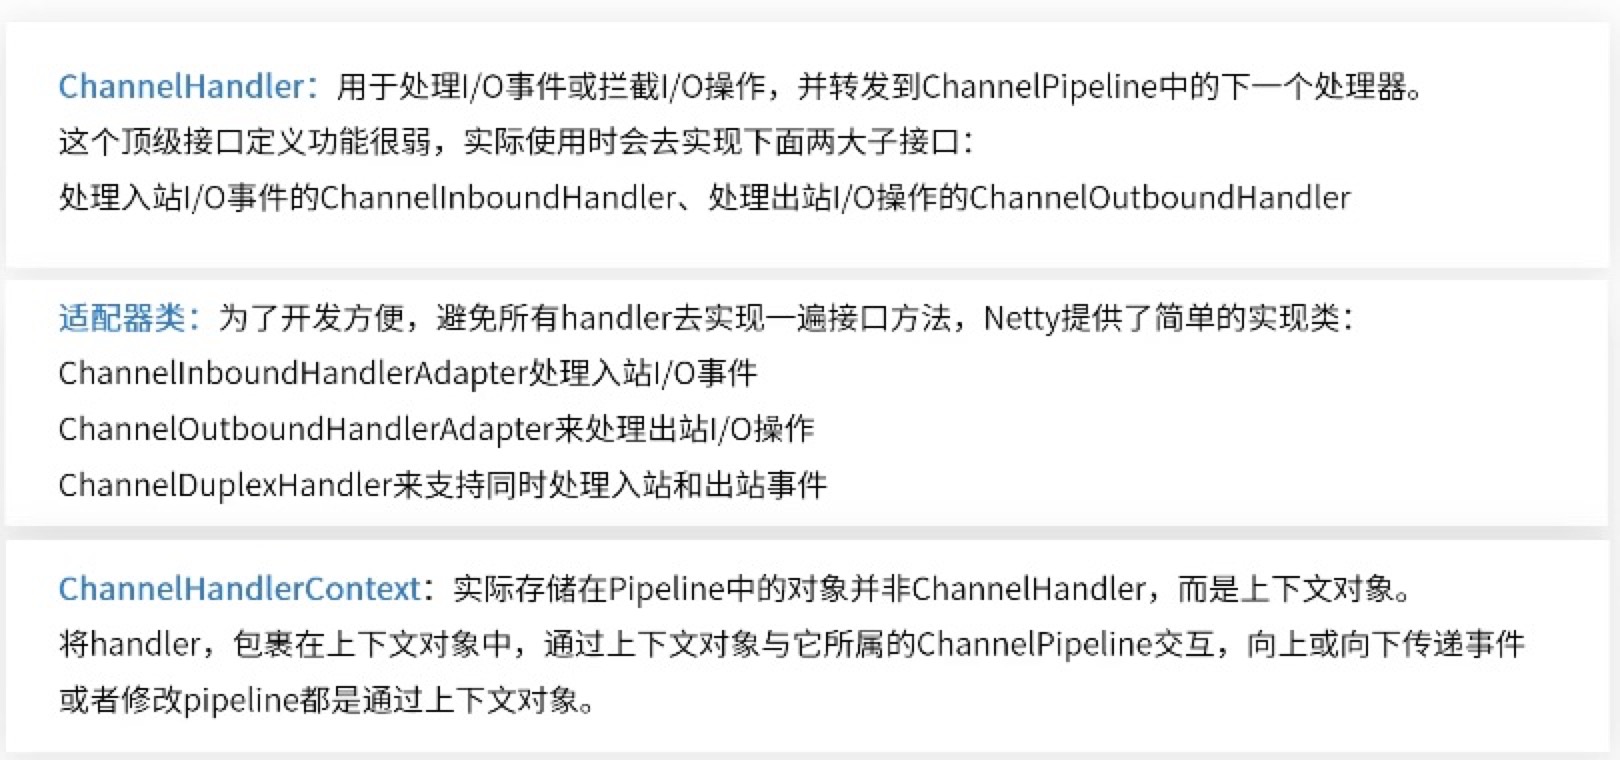 ChannelHandler：用于处理I/O事件或拦截I/O操作，并转发到ChannelPipeline中的下一个处理器。
这个顶级接口定义功能很弱，实际使用时会去实现下面两大子接口：
处理入站I/O事件的ChannelInboundHandler、处理出站I/O操作的ChannelOutboundHandler
适配器类：为了开发方便，避免所有handler去实现一遍接口方法，Netty提供了简单的实现类：
ChannelInboundHandlerAdapter处理入站I/O事件
ChannelOutboundHandlerAdapter来处理出站I/O操作
ChannelDuplexHandler来支持同时处理入站和出站事件
ChannelHandlerContext：实际存储在Pipeline中的对象并非ChannelHandler，而是上下文对象。
将handler，包裹在上下文对象中，通过上下文对象与它所属的ChannelPipeline交互，向上或向下传递事件
或者修改pipeline都是通过上下文对象。